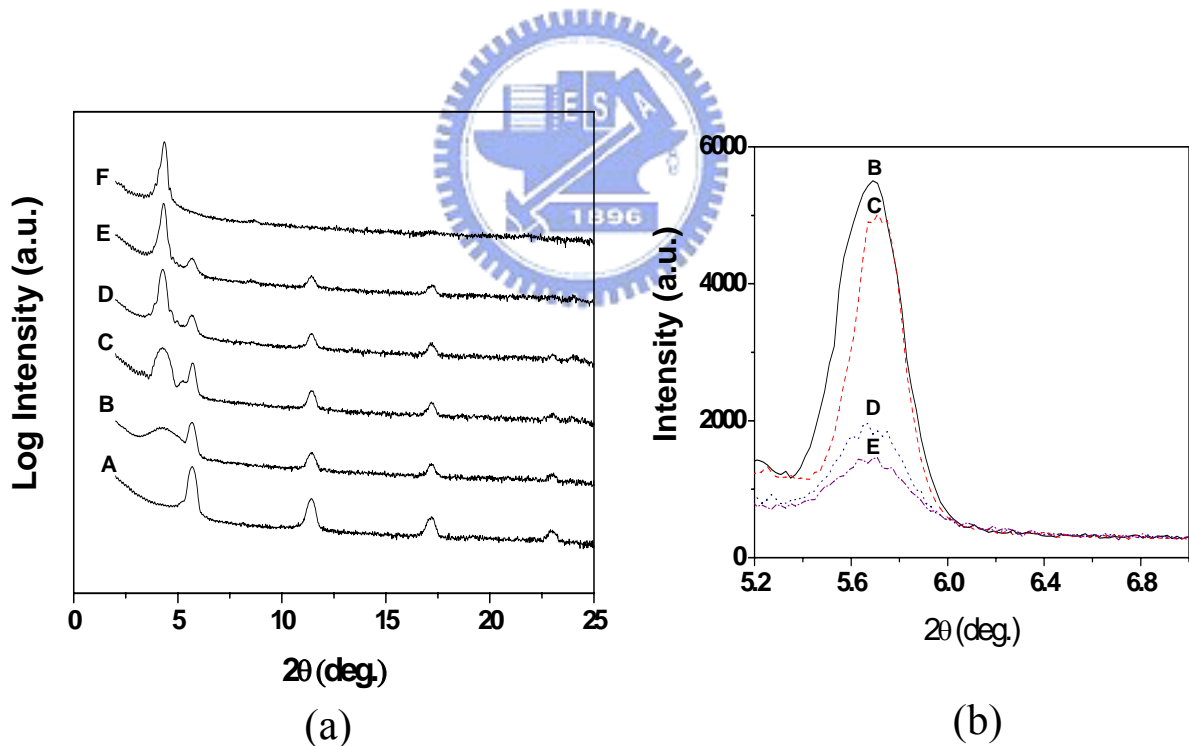 E S A
1896
F
E
D
C
B
A
Log Intensity (a.u.)
0 5 10 15 20 25
2θ (deg.)
(a)
6000
4000
2000
0
B
C
D
E
Intensity (a.u.)
5.2 5.6 6.0 6.4 6.8
2θ (deg.)
(b)